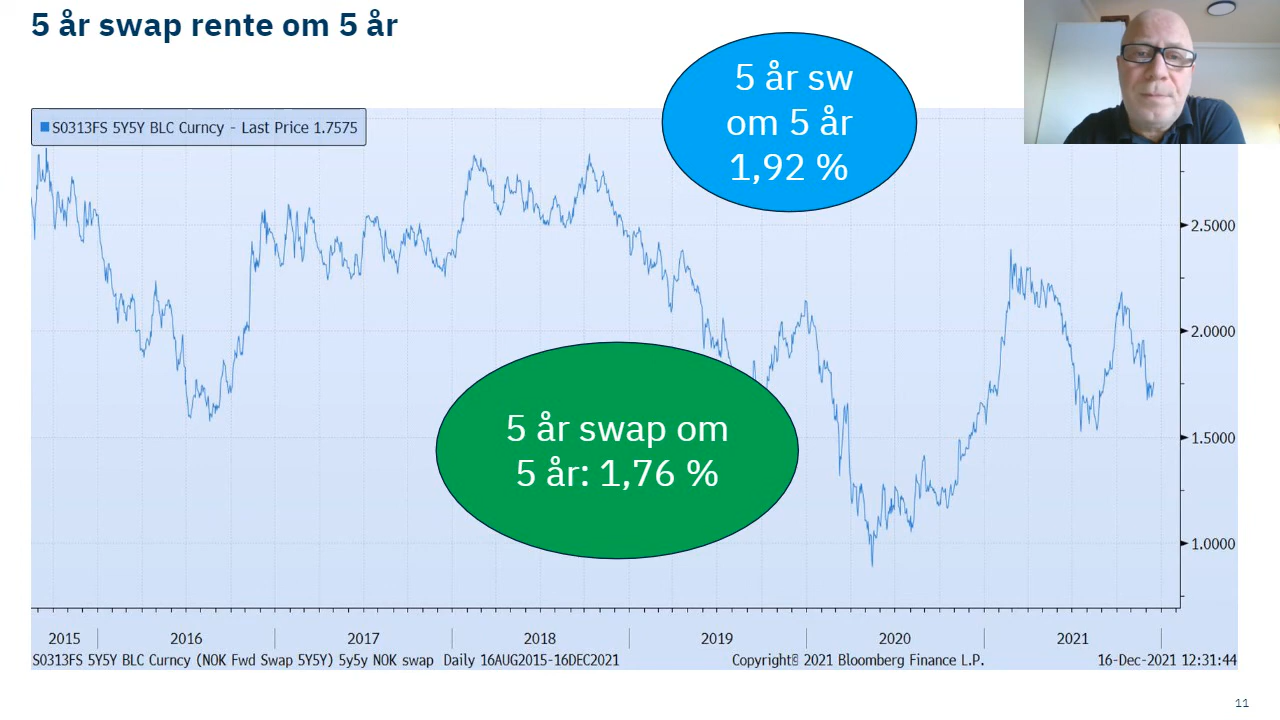 5 år swap rente om 5 år
5 år sw
om 5 år
1,92 %
S0313FS 5Y5Y BLC Curncy - Last Price 1.7575
2.5000
2.0000
1.5000
1.0000
5 år swap om
5 år: 1,76 %
2015 2016 2017 2018 2019 2020 2021
S0313FS 5Y5Y BLC Curncy (NOK Fwd Swap 5Y5Y) 5y5y NOK swap Daily 16AUG2015-16DEC2021 Copyright© 2021 Bloomberg Finance L.P. 16-Dec-2021 12:31:44
11